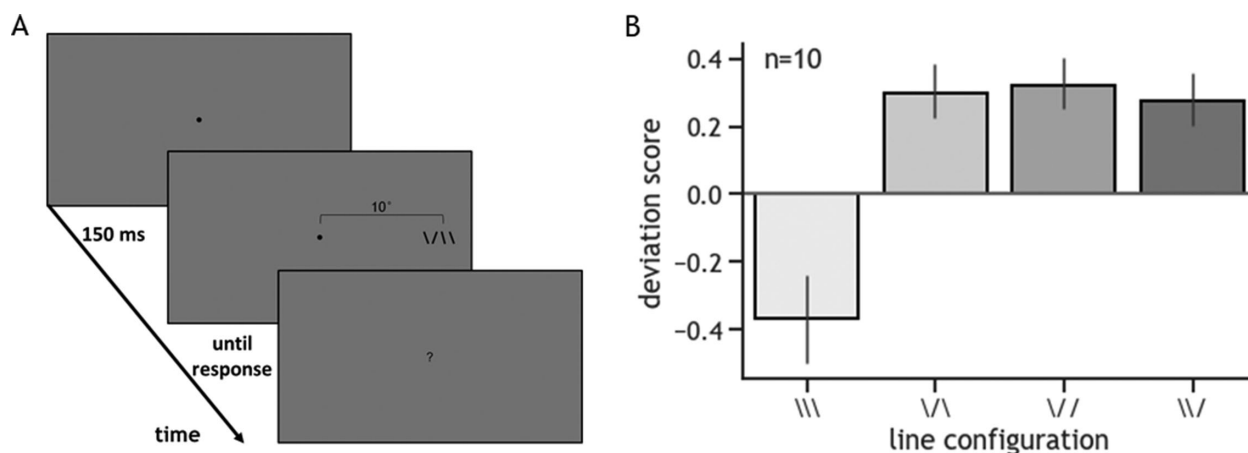 A
10°
\/\\
150 ms
until
response
?
time
B
n=10
0.4
0.2
0.0
−0.2
−0.4
deviation score
\\\
\/\
\//
\\/
line configuration